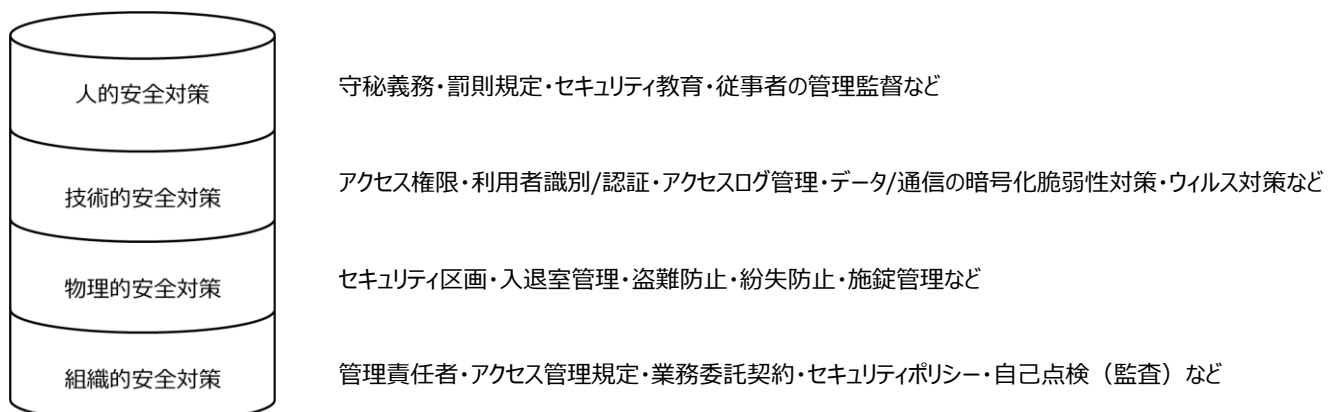 人的安全対策
守秘義務・罰則規定・セキュリティ教育・従事者の管理監督など
技術的安全対策
アクセス権限・利用者識別/認証・アクセスログ管理・データ/通信の暗号化脆弱性対策・ウィルス対策など
物理的安全対策
セキュリティ区画・入退室管理・盗難防止・紛失防止・施錠管理など
組織的安全対策
管理責任者・アクセス管理規定・業務委託契約・セキュリティポリシー・自己点検（監査）など